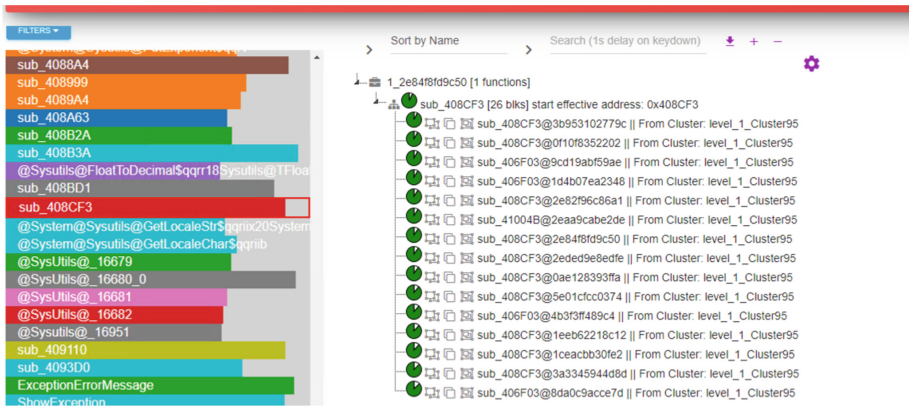 FILTERS
sub_4088A4
sub_408999
sub_4089A4
sub_408A63
sub_408B2A
sub_408B3A
@Sysutils@FloatToDecimal$qqrr18Sysutils@TFloa
sub_408BD1
sub_408CF3
@System@Sysutils@GetLocaleStr$qqriix20System
@System@Sysutils@GetLocaleChar$qqriib
@SysUtils@_16679
@SysUtils@_16680_0
@SysUtils@_16681
@SysUtils@_16682
@Sysutils@_16951
sub_409110
sub_4093D0
ExceptionErrorMessage
ShowException
Sort by Name
Search (1s delay on keydown)
1_2e84f8fd9c50 [1 functions]
sub_408CF3 [26 blks] start effective address: 0x408CF3
sub_408CF3@3b953102779c || From Cluster: level_1_Cluster95
sub_408CF3@0f10f8352202 || From Cluster: level_1_Cluster95
sub_406F03@9cd19abf59ae || From Cluster: level_1_Cluster95
sub_406F03@1d4b07ea2348 || From Cluster: level_1_Cluster95
sub_408CF3@2e82f96c86a1 || From Cluster: level_1_Cluster95
sub_41004B@2eaa9cabe2de || From Cluster: level_1_Cluster95
sub_408CF3@2e84f8fd9c50 || From Cluster: level_1_Cluster95
sub_408CF3@2eded9e8edfe || From Cluster: level_1_Cluster95
sub_408CF3@0ae128393ffa || From Cluster: level_1_Cluster95
sub_408CF3@5e01cfcc0374 || From Cluster: level_1_Cluster95
sub_406F03@4b3f3ff489c4 || From Cluster: level_1_Cluster95
sub_408CF3@1eeb62218c12 || From Cluster: level_1_Cluster95
sub_408CF3@1ceacbb30fe2 || From Cluster: level_1_Cluster95
sub_408CF3@3a3345944d8d || From Cluster: level_1_Cluster95
sub_406F03@8da0c9acce7d || From Cluster: level_1_Cluster95